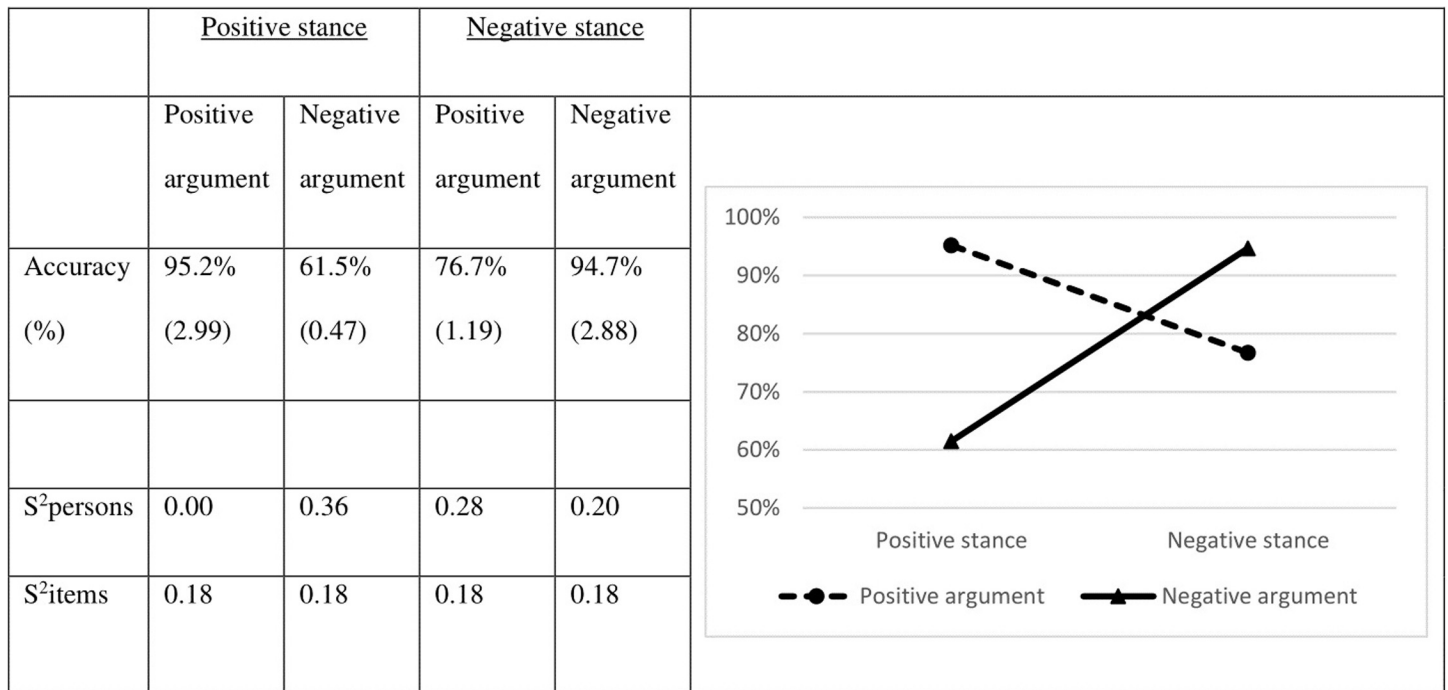 Positive stance Negative stance
Positive argument Negative argument Positive argument Negative argument
Accuracy (%) 95.2% (2.99) 61.5% (0.47) 76.7% (1.19) 94.7% (2.88)
S²persons 0.00 0.36 0.28 0.20
S²items 0.18 0.18 0.18 0.18
100%
90%
80%
70%
60%
50%
Positive stance Negative stance
Positive argument Negative argument